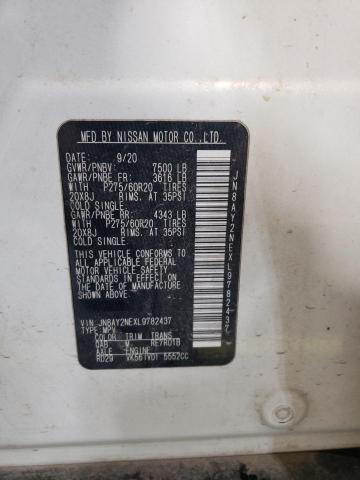 MFD BY NISSAN MOTOR CO.,LTD.
DATE: 9/20
GVWR/PNBV: 7500 LB
GAWR/PNBE FR: 3616 LB
WITH P275/60R20 TIRES
20X8J RIMS AT 35PSI
COLD SINGLE
GAWR/PNBE RR: 4343 LB
WITH P275/60R20 TIRES
20X8J RIMS AT 35PSI
COLD SINGLE
THIS VEHICLE CONFORMS TO ALL
APPLICABLE FEDERAL
MOTOR VEHICLE SAFETY
STANDARDS IN EFFECT ON THE
DATE OF MANUFACTURE
SHOWN ABOVE.
VIN JN8AY2NEXL9782437
TYPE MPV
COLOR TRIM TRANS
QAB RE7R01B
AXLE ENGINE
RD29 VK56 VD1 5552CC
JN8AY2NEXL9782437